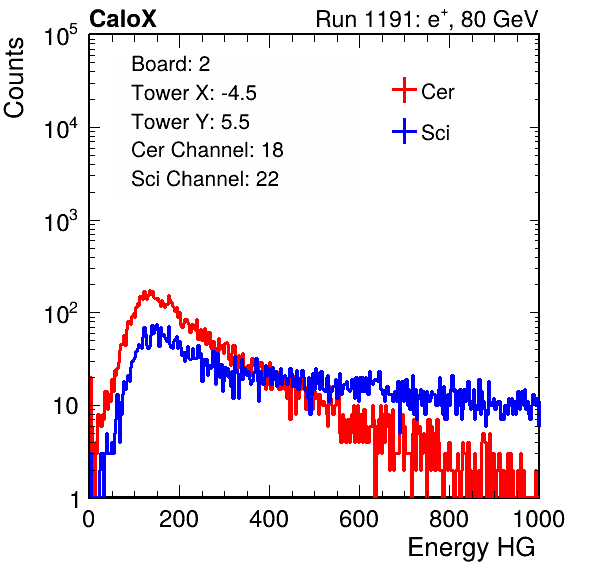 CaloX Run 1191: e⁺, 80 GeV
Counts
Board: 2
Tower X: -4.5
Tower Y: 5.5
Cer Channel: 18
Sci Channel: 22
Cer
Sci
10⁵
10⁴
10³
10²
10
1
0 200 400 600 800 1000
Energy HG